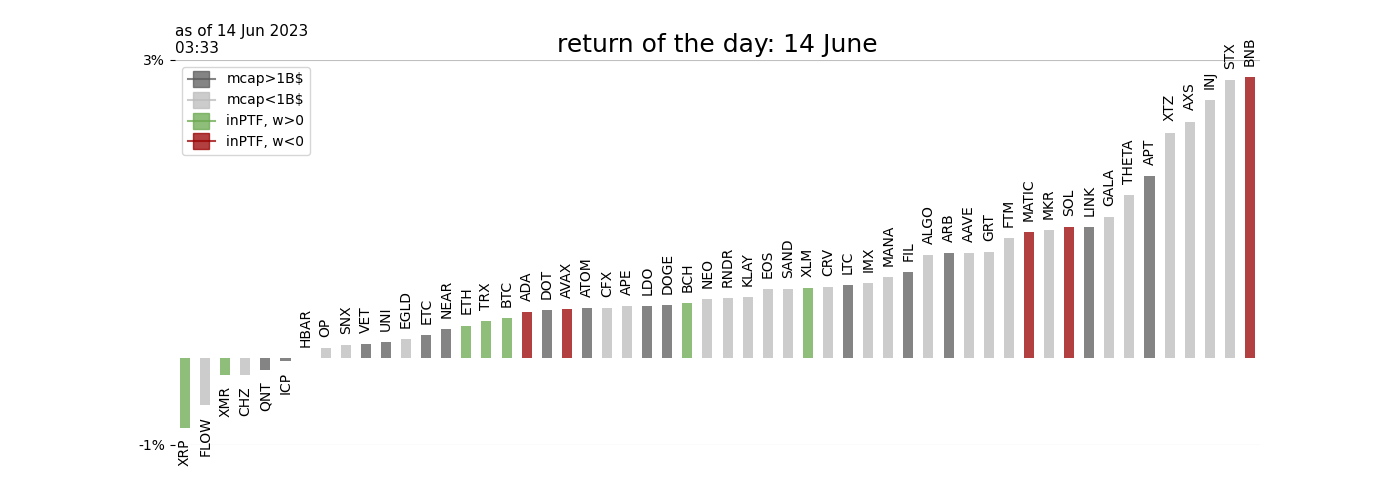 as of 14 Jun 2023
03:33
return of the day: 14 June
3%
mcap>1B$
mcap<1B$
inPTF, w>0
inPTF, w<0
-1%
XRP
FLOW
XMR
CHZ
QNT
ICP
HBAR
OP
SNX
VET
UNI
EGLD
ETC
NEAR
ETH
TRX
BTC
ADA
DOT
AVAX
ATOM
CFX
APE
LDO
DOGE
BCH
NEO
RNDR
KLAY
EOS
SAND
XLM
CRV
LTC
IMX
MANA
FIL
ALGO
ARB
AAVE
GRT
FTM
MATIC
MKR
SOL
LINK
GALA
THETA
APT
XTZ
AXS
INJ
STX
BNB